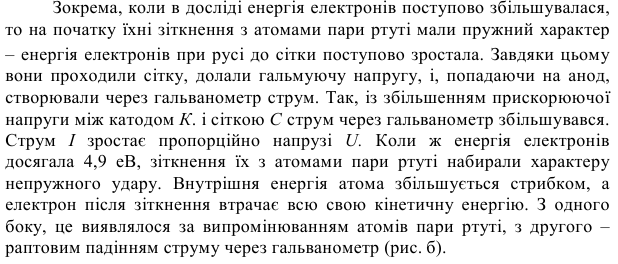 Зокрема, коли в досліді енергія електронів поступово збільшувалася,
то на початку їхні зіткнення з атомами пари ртуті мали пружний характер
– енергія електронів при русі до сітки поступово зростала. Завдяки цьому
вони проходили сітку, долали гальмуючу напругу, і, попадаючи на анод,
створювали через гальванометр струм. Так, із збільшенням прискорюючої
напруги між катодом К. і сіткою С струм через гальванометр збільшувався.
Струм I зростає пропорційно напрузі U. Коли ж енергія електронів
досягала 4,9 еВ, зіткнення їх з атомами пари ртуті набирали характеру
непружного удару. Внутрішня енергія атома збільшується стрибком, а
електрон після зіткнення втрачає всю свою кінетичну енергію. З одного
боку, це виявлялося за випромінюванням атомів пари ртуті, з другого –
раптовим падінням струму через гальванометр (рис. б).